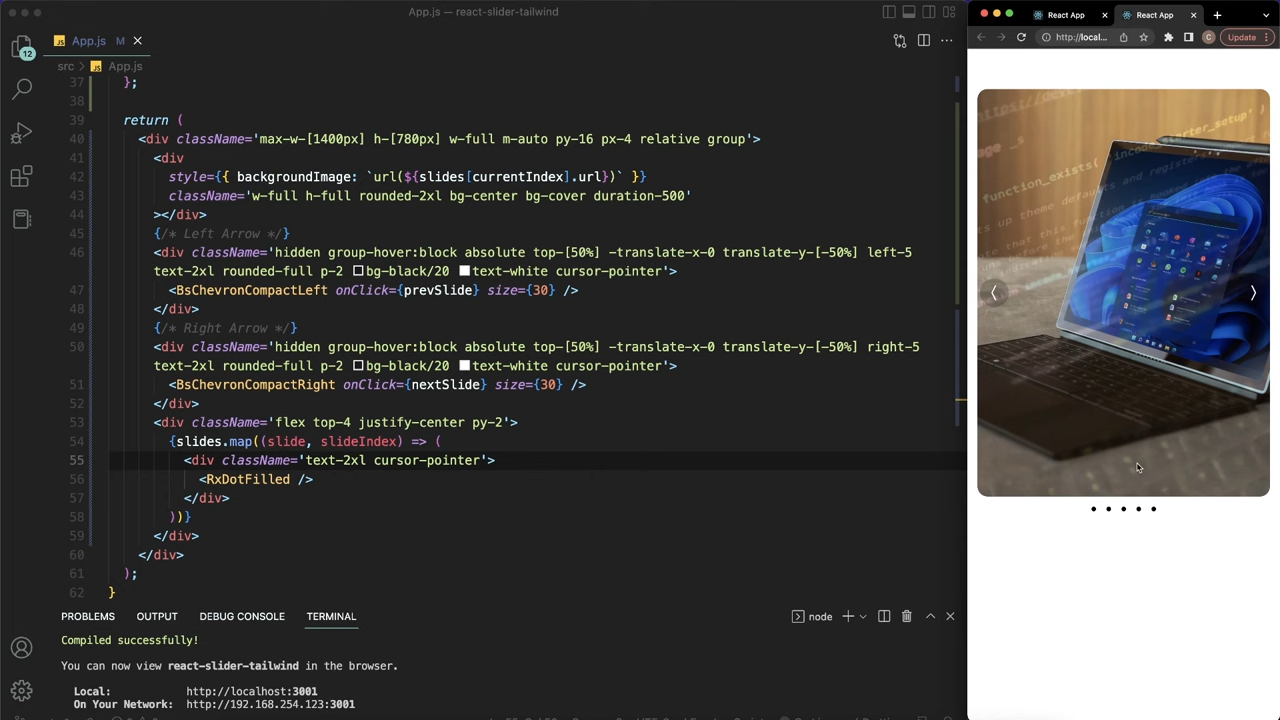 App.js — react-slider-tailwind
12
App.js M
src > App.js
37 };
38
39 return (
40 <div className='max-w-[1400px] h-[780px] w-full m-auto py-16 px-4 relative group'>
41 <div
42 style={{ backgroundImage: `url(${slides[currentIndex].url})` }}
43 className='w-full h-full rounded-2xl bg-center bg-cover duration-500'
44 ></div>
45 {/* Left Arrow */}
46 <div className='hidden group-hover:block absolute top-[50%] -translate-x-0 translate-y-[-50%] left-5
text-2xl rounded-full p-2 bg-black/20 text-white cursor-pointer'>
47 <BsChevronCompactLeft onClick={prevSlide} size={30} />
48 </div>
49 {/* Right Arrow */}
50 <div className='hidden group-hover:block absolute top-[50%] -translate-x-0 translate-y-[-50%] right-5
text-2xl rounded-full p-2 bg-black/20 text-white cursor-pointer'>
51 <BsChevronCompactRight onClick={nextSlide} size={30} />
52 </div>
53 <div className='flex top-4 justify-center py-2'>
54 {slides.map((slide, slideIndex) => (
55 <div className='text-2xl cursor-pointer'>
56 <RxDotFilled />
57 </div>
58 ))}
59 </div>
60 </div>
61 );
62 }
PROBLEMS OUTPUT DEBUG CONSOLE TERMINAL
node
Compiled successfully!
You can now view react-slider-tailwind in the browser.
Local: http://localhost:3001
On Your Network: http://192.168.254.123:3001
React App
React App
http://local...
C
Update
function_exists(